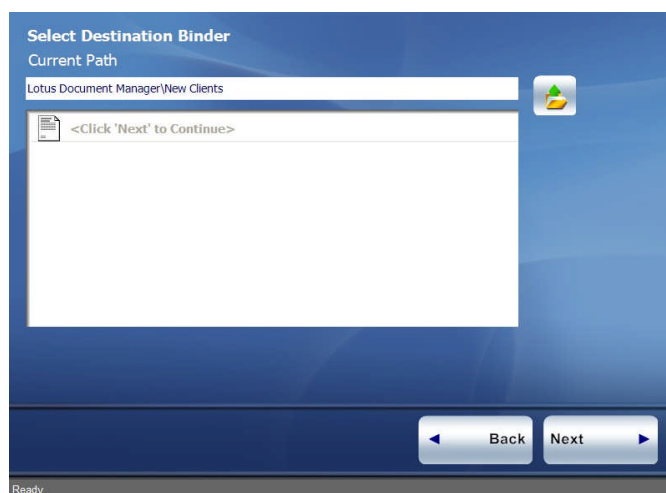 Select Destination Binder
Current Path
Lotus Document Manager\New Clients
<Click 'Next' to Continue>
Back
Next
Ready